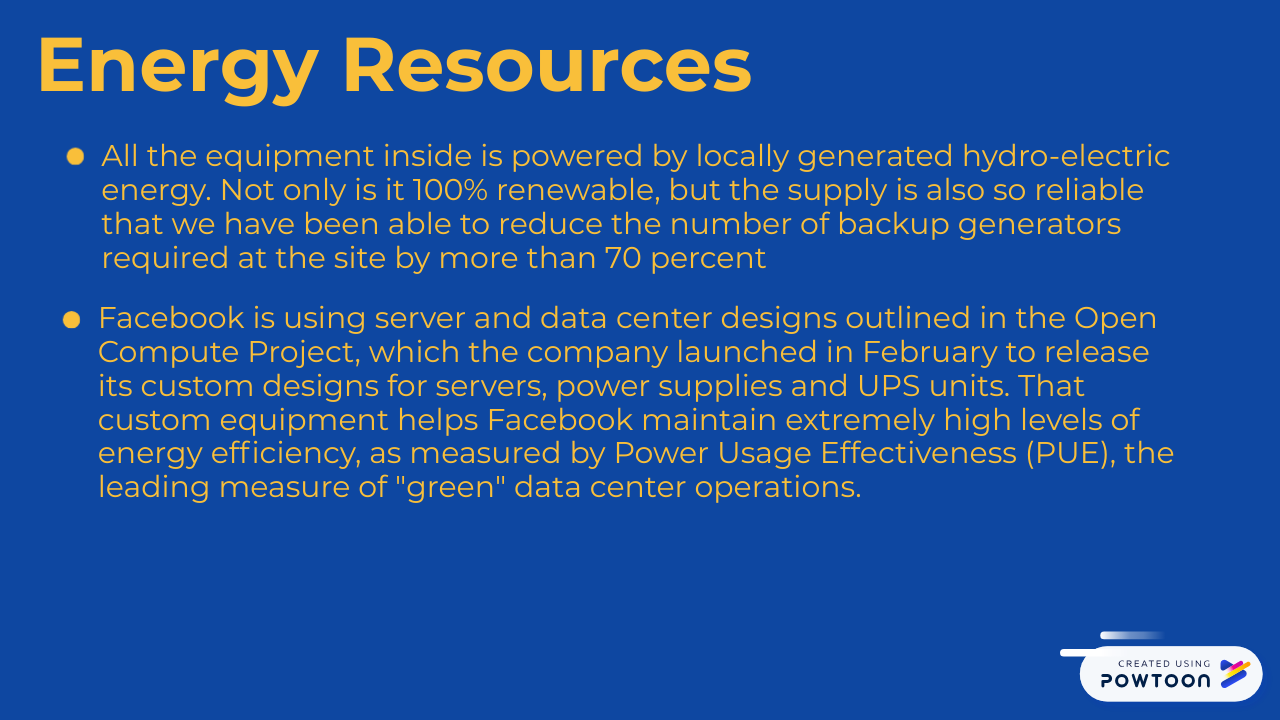 Energy Resources
All the equipment inside is powered by locally generated hydro-electric
energy. Not only is it 100% renewable, but the supply is also so reliable
that we have been able to reduce the number of backup generators
required at the site by more than 70 percent
Facebook is using server and data center designs outlined in the Open
Compute Project, which the company launched in February to release
its custom designs for servers, power supplies and UPS units. That
custom equipment helps Facebook maintain extremely high levels of
energy efficiency, as measured by Power Usage Effectiveness (PUE), the
leading measure of "green" data center operations.
CREATED USING
POWTOON